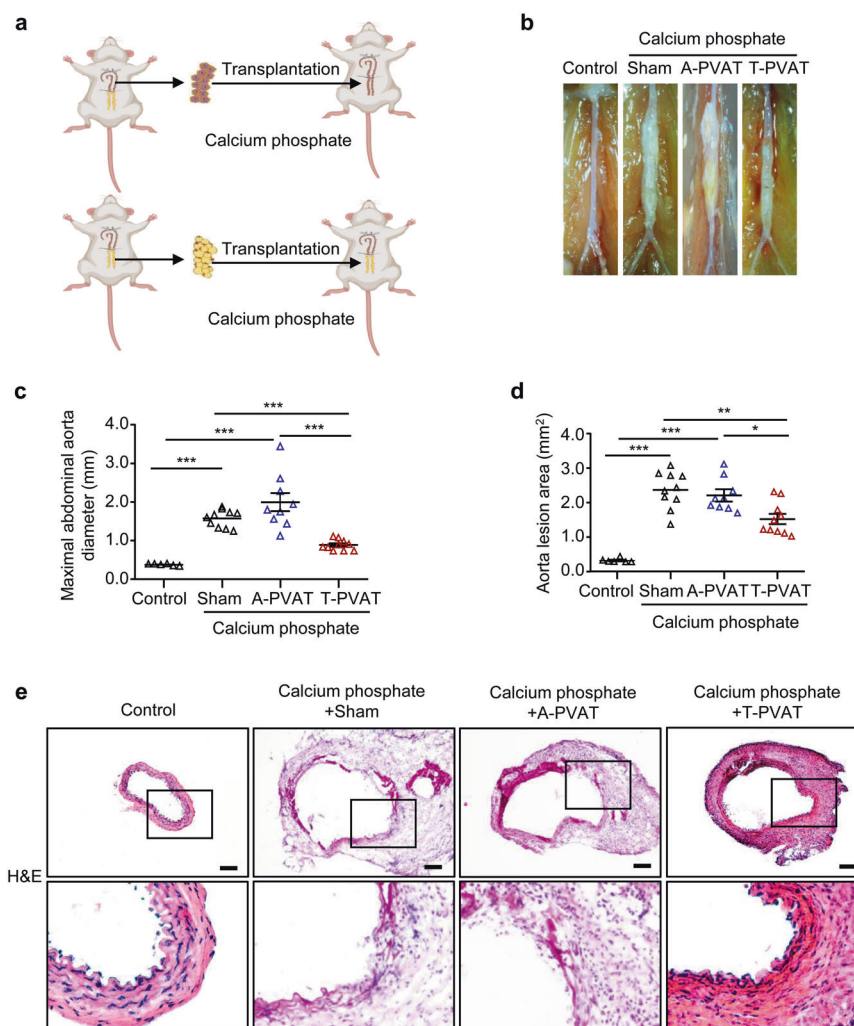 a
Transplantation
Calcium phosphate
Transplantation
Calcium phosphate
b
Calcium phosphate
Control Sham A-PVAT T-PVAT
c
Maximal abdominal aorta
diameter (mm)
4.0
3.0
2.0
1.0
0.0
***
***
***
***
Control Sham A-PVAT T-PVAT
Calcium phosphate
d
Aorta lesion area (mm²)
4.0
3.0
2.0
1.0
0.0
**
***
*
***
Control Sham A-PVAT T-PVAT
Calcium phosphate
e
Control
Calcium phosphate
+Sham
Calcium phosphate
+A-PVAT
Calcium phosphate
+T-PVAT
H&E